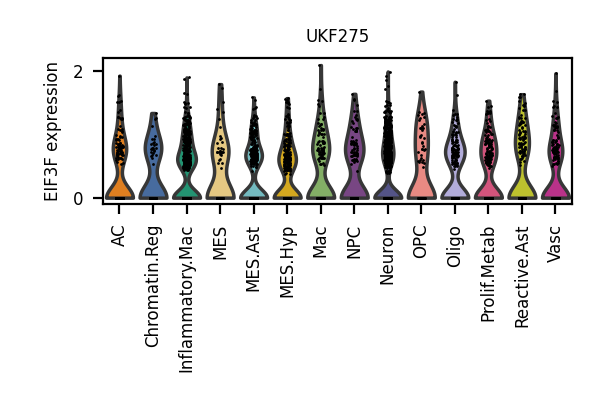 UKF275
EIF3F expression
2
0
AC
Chromatin.Reg
Inflammatory.Mac
MES
MES.Ast
MES.Hyp
Mac
NPC
Neuron
OPC
Oligo
Prolif.Metab
Reactive.Ast
Vasc